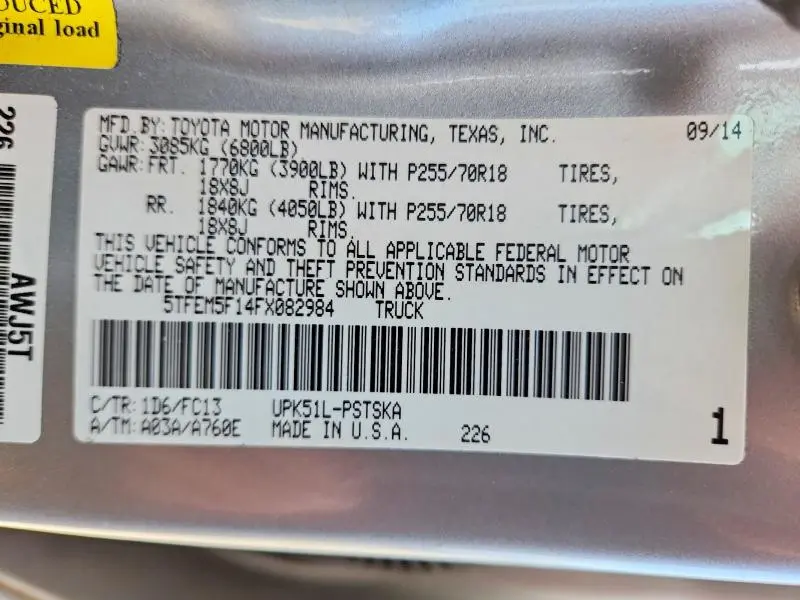 DUCED
ginal load
226
AWJ5T
MFD.BY: TOYOTA MOTOR MANUFACTURING, TEXAS, INC. 09/14
GVWR: 3085KG (6800LB)
GAWR: FRT. 1770KG (3900LB) WITH P255/70R18 TIRES,
18X8J RIMS.
RR. 1840KG (4050LB) WITH P255/70R18 TIRES,
18X8J RIMS.
THIS VEHICLE CONFORMS TO ALL APPLICABLE FEDERAL MOTOR
VEHICLE SAFETY AND THEFT PREVENTION STANDARDS IN EFFECT ON
THE DATE OF MANUFACTURE SHOWN ABOVE.
5TFEM5F14FX082984 TRUCK
C/TR: 1D6/FC13 UPK51L-PSTSKA
A/TM: A03A/A760E MADE IN U.S.A. 226 1